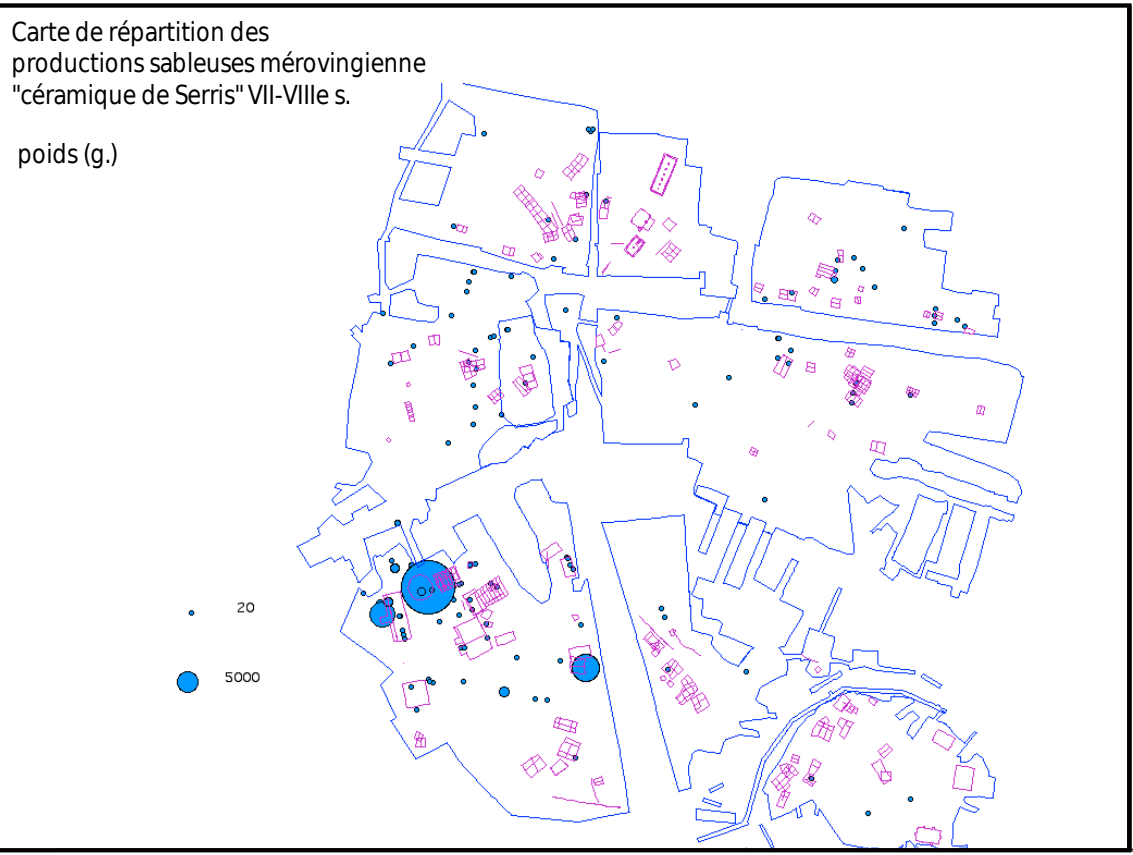 Carte de répartition des
productions sableuses mérovingienne
"céramique de Serris" VII-VIIIe s.
poids (g.)
20
5000